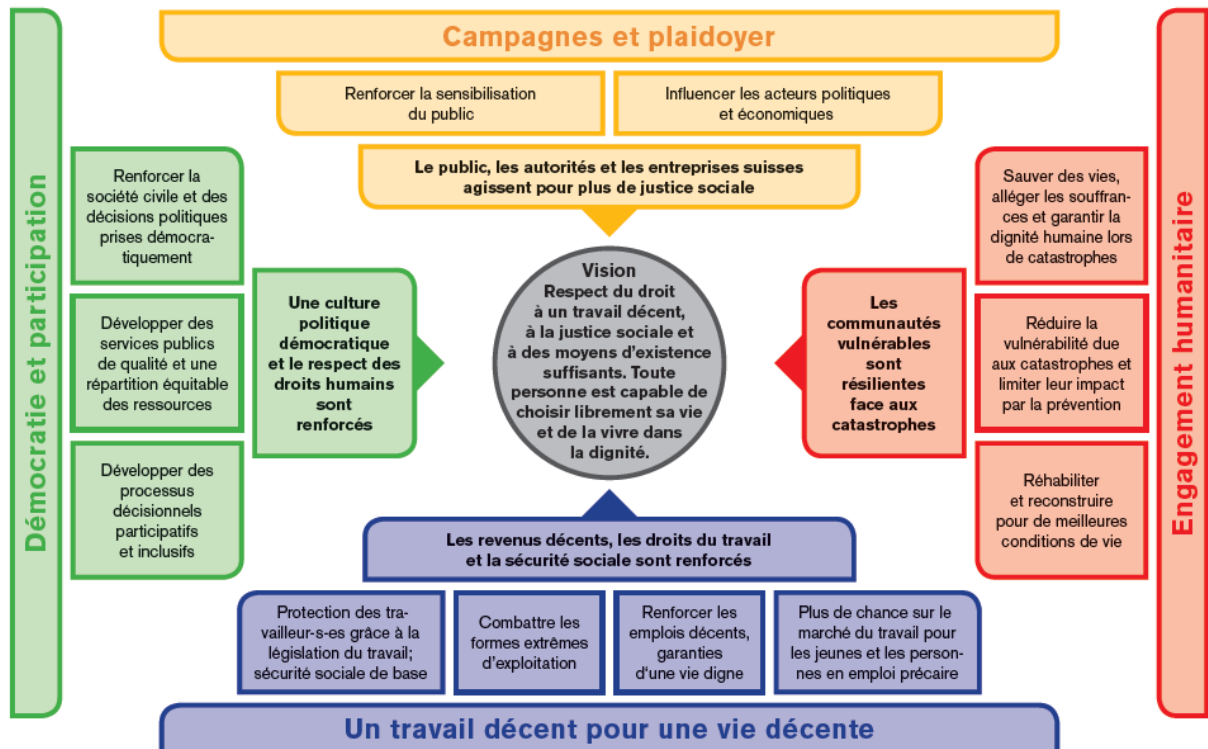 Campagnes et plaidoyer
Renforcer la sensibilisation
du public
Influencer les acteurs politiques
et économiques
Le public, les autorités et les entreprises suisses
agissent pour plus de justice sociale
Démocratie et participation
Renforcer la
société civile et des
décisions politiques
prises démocra-
tiquement
Développer des
services publics
de qualité et une
répartition équitable
des ressources
Développer des
processus
décisionnels
participatifs
et inclusifs
Une culture
politique
démocratique
et le respect des
droits humains
sont
renforcés
Vision
Respect du droit
à un travail décent,
à la justice sociale et
à des moyens d'existence
suffisants. Toute
personne est capable de
choisir librement sa vie
et de la vivre dans
la dignité.
Les
communautés
vulnérables
sont
résilientes
face aux
catastrophes
Sauver des vies,
alléger les souffran-
ces et garantir la
dignité humaine lors
de catastrophes
Réduire la
vulnérabilité due
aux catastrophes et
limiter leur impact
par la prévention
Réhabiliter
et reconstruire
pour de meilleures
conditions de vie
Engagement humanitaire
Les revenus décents, les droits du travail
et la sécurité sociale sont renforcés
Protection des tra-
vailleur-s-es grâce à la
législation du travail;
sécurité sociale de base
Combattre les
formes extrêmes
d'exploitation
Renforcer les
emplois décents,
garanties
d'une vie digne
Plus de chance sur le
marché du travail pour
les jeunes et les person-
nes en emploi précaire
Un travail décent pour une vie décente